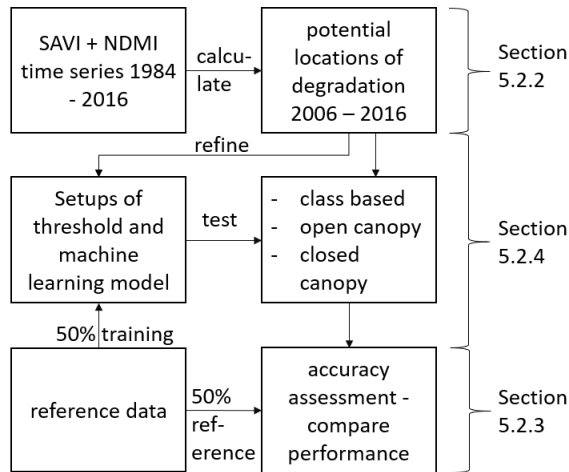 SAVI + NDMI
time series 1984
- 2016
calcu-
late
potential
locations of
degradation
2006 – 2016
Section
5.2.2
refine
Setups of
threshold and
machine
learning model
test
- class based
- open canopy
- closed
canopy
Section
5.2.4
50% training
reference data
50%
ref-
erence
accuracy
assessment -
compare
performance
Section
5.2.3